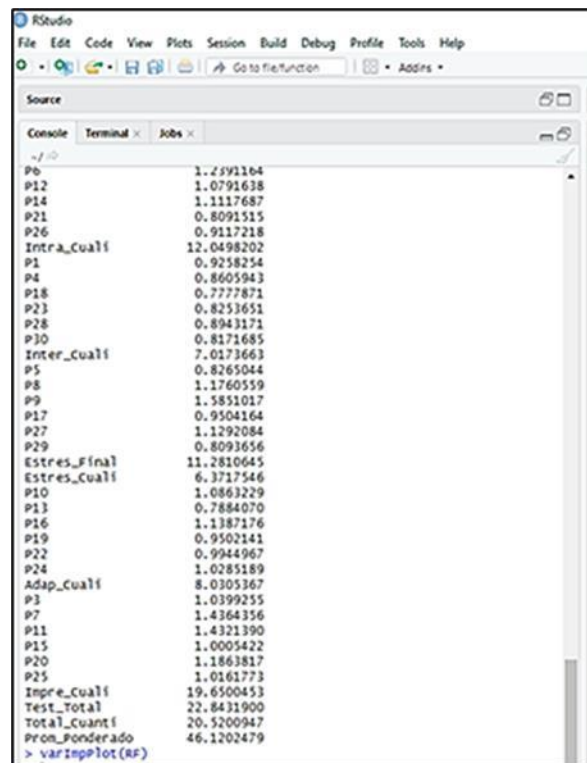 RStudio
File Edit Code View Plots Session Build Debug Profile Tools Help
Go to file/function Addins
Source
Console Terminal × Jobs ×
~/
P6 1.2391164
P12 1.0791638
P14 1.1117687
P21 0.8091515
P26 0.9117218
Intra_Cuali 12.0498202
P1 0.9258254
P4 0.8605943
P18 0.7777871
P23 0.8253651
P28 0.8943171
P30 0.8171685
Inter_Cuali 7.0173663
P5 0.8265044
P8 1.1760559
P9 1.5851017
P17 0.9504164
P27 1.1292084
P29 0.8093656
Estres_Final 11.2810645
Estres_Cuali 6.3717546
P10 1.0863229
P13 0.7884070
P16 1.1387176
P19 0.9502141
P22 0.9944967
P24 1.0285189
Adap_Cuali 8.0305367
P3 1.0399255
P7 1.4364356
P11 1.4321390
P15 1.0005422
P20 1.1863817
P25 1.0161773
Impre_Cuali 19.6500453
Test_Total 22.8431900
Total_Cuanti 20.5200947
Prom_Ponderado 46.1202479
> varImpPlot(RF)